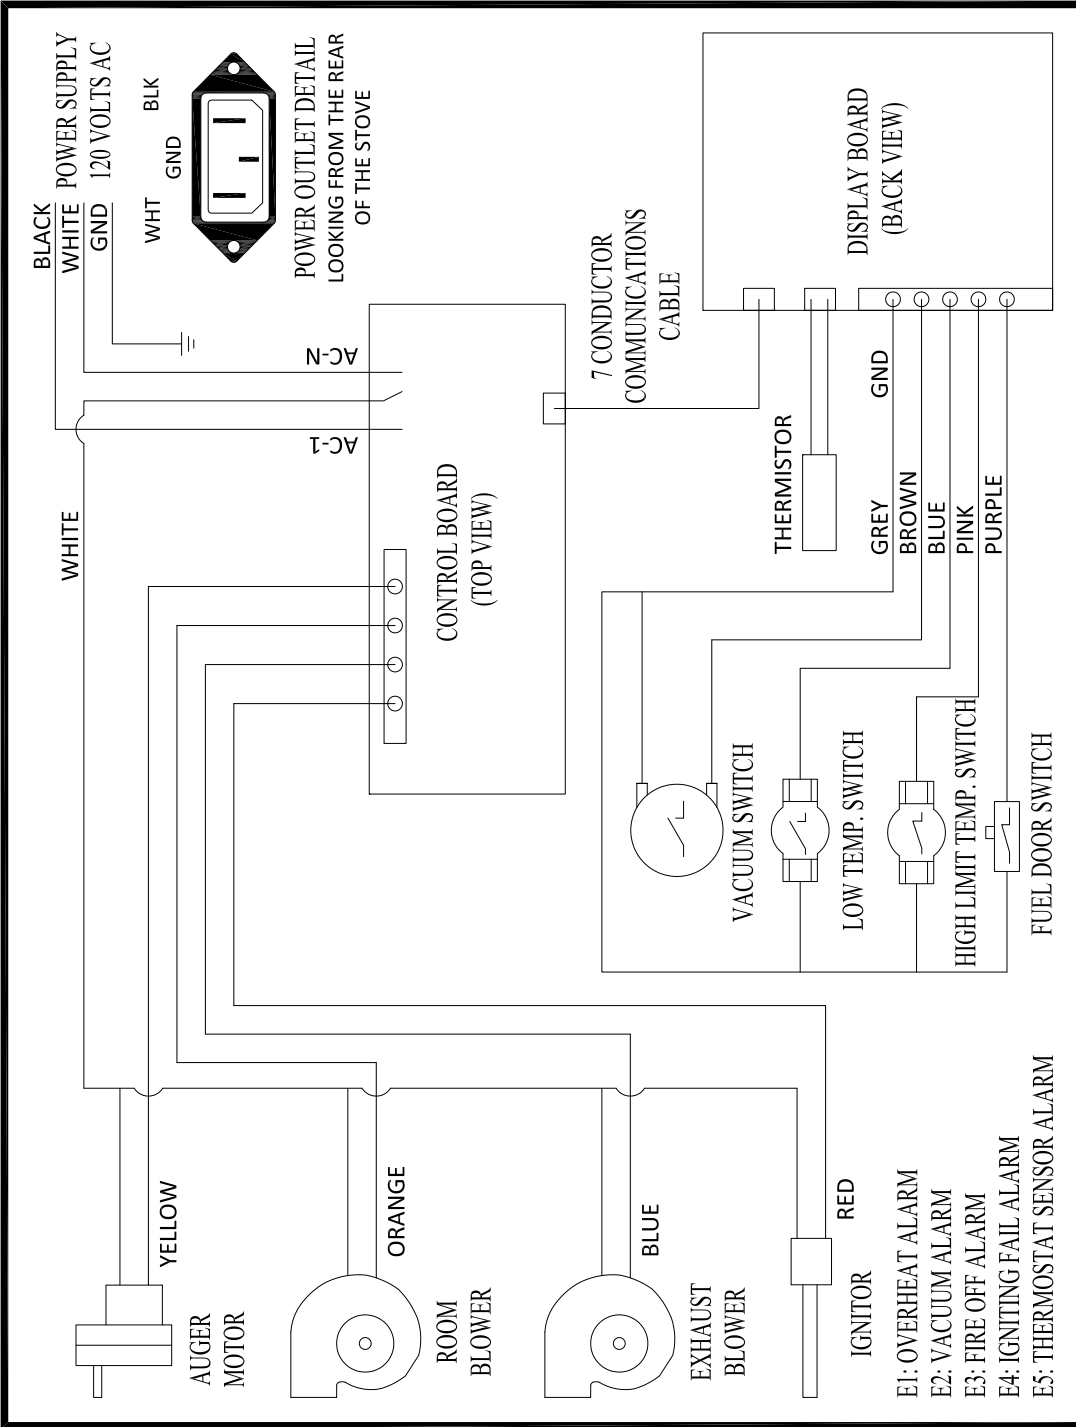 AUGER
MOTOR
YELLOW
ROOM
BLOWER
ORANGE
EXHAUST
BLOWER
BLUE
IGNITOR
RED
E1: OVERHEAT ALARM
E2: VACUUM ALARM
E3: FIRE OFF ALARM
E4: IGNITING FAIL ALARM
E5: THERMOSTAT SENSOR ALARM
WHITE
CONTROL BOARD
(TOP VIEW)
AC-1
AC-N
BLACK
WHITE
GND
POWER SUPPLY
120 VOLTS AC
WHT
GND
BLK
POWER OUTLET DETAIL
LOOKING FROM THE REAR
OF THE STOVE
7 CONDUCTOR
COMMUNICATIONS
CABLE
VACUUM SWITCH
LOW TEMP. SWITCH
HIGH LIMIT TEMP. SWITCH
FUEL DOOR SWITCH
THERMISTOR
GREY
GND
BROWN
BLUE
PINK
PURPLE
DISPLAY BOARD
(BACK VIEW)